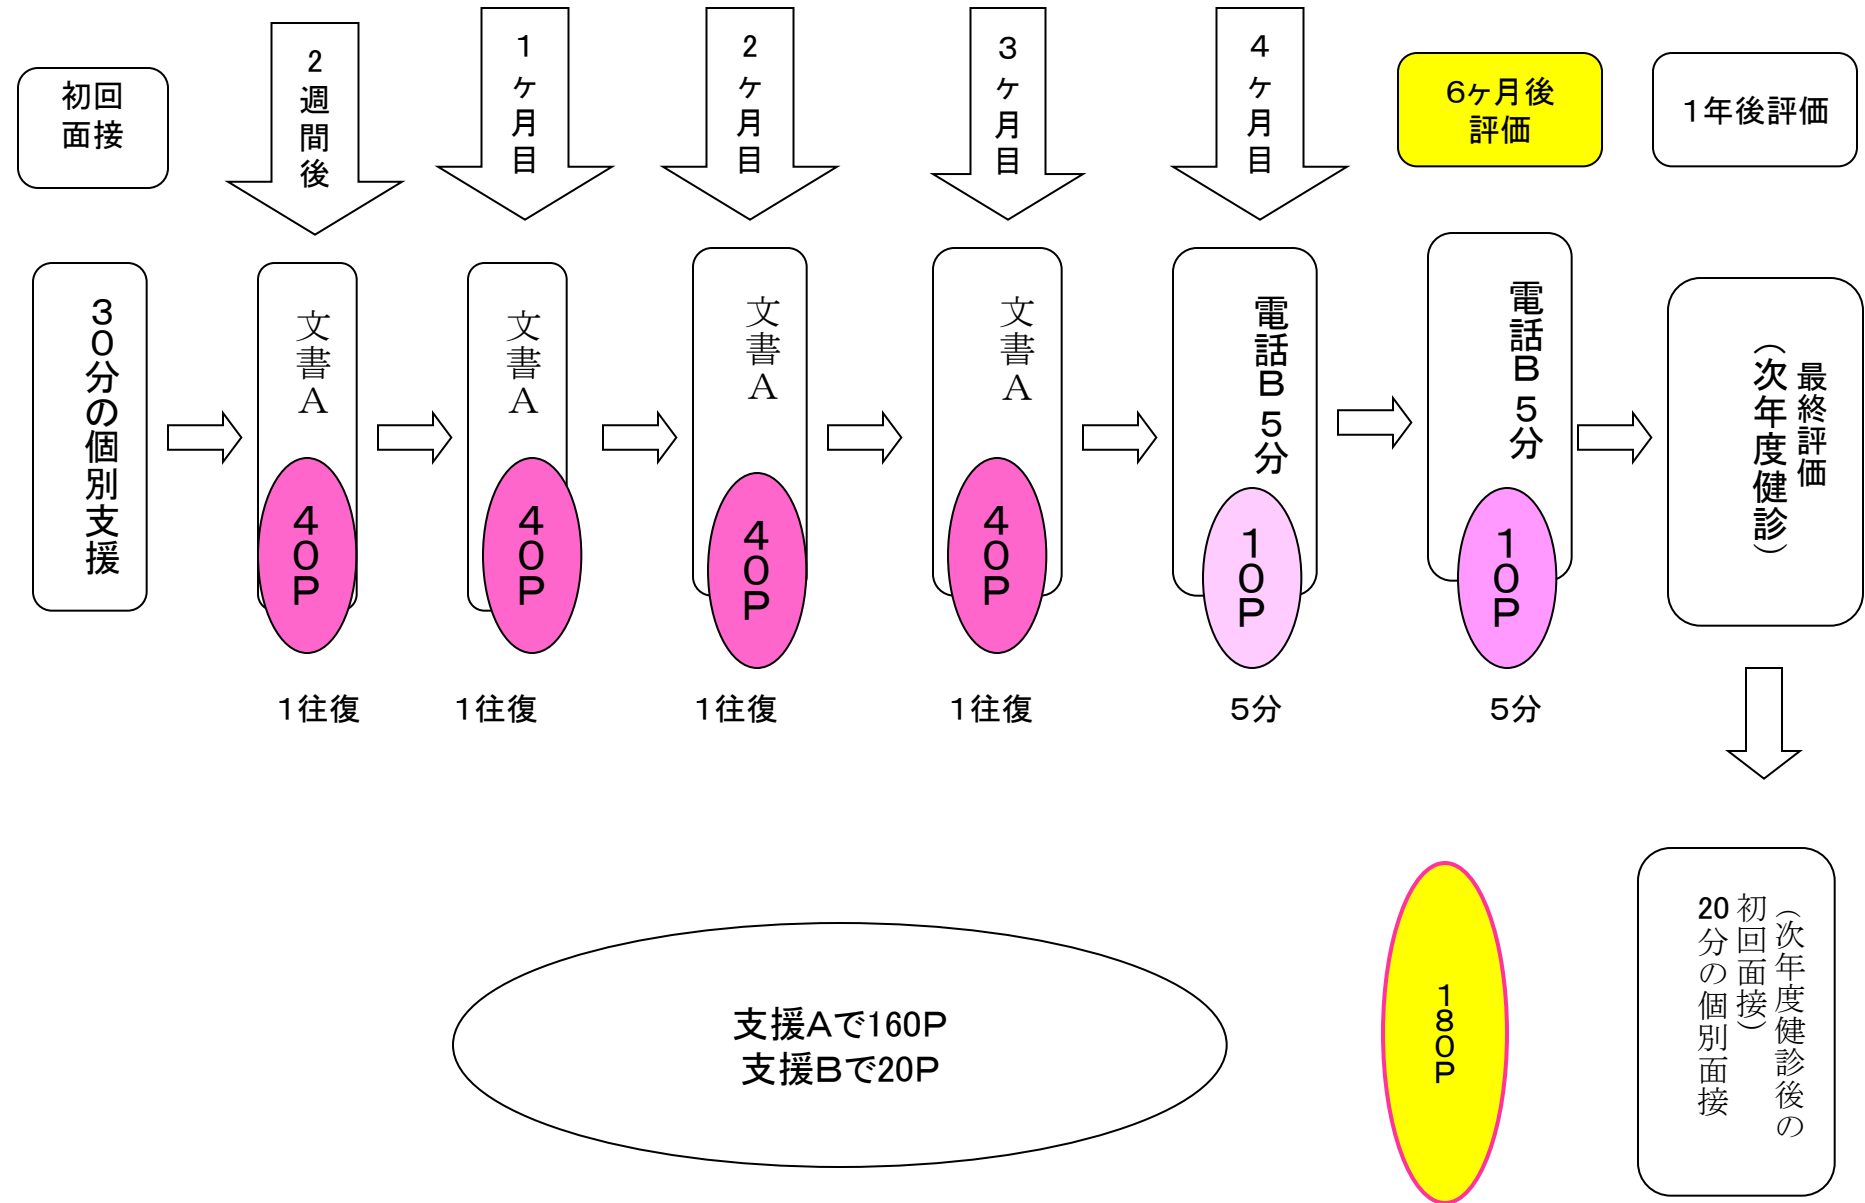 初回
面接
2週間後
1ヶ月目
2ヶ月目
3ヶ月目
4ヶ月目
6ヶ月後
評価
1年後評価
30分の個別支援
文書A
40P
文書A
40P
文書A
40P
文書A
40P
電話B 5分
10P
電話B 5分
10P
最終評価
(次年度健診)
1往復
1往復
1往復
1往復
5分
5分
支援Aで160P
支援Bで20P
180P
(次年度健診後の
初回面接)
20分の個別面接